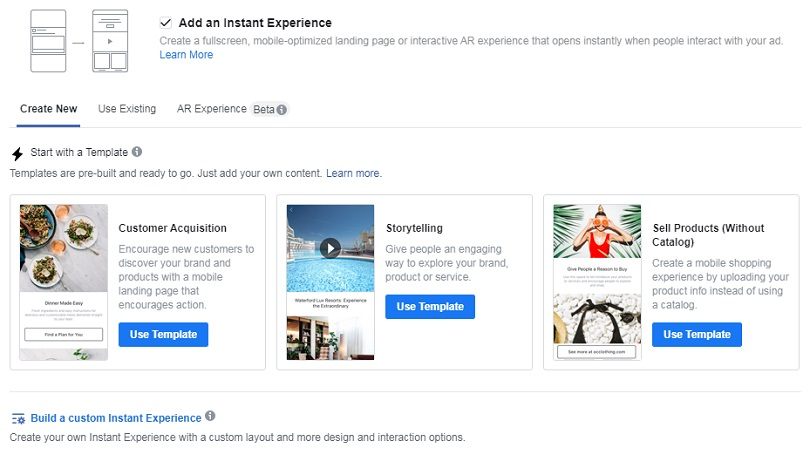 Add an Instant Experience
Create a fullscreen, mobile-optimized landing page or interactive AR experience that opens instantly when people interact with your ad.
Learn More
Create New Use Existing AR Experience Beta
Start with a Template
Templates are pre-built and ready to go. Just add your own content. Learn more.
Customer Acquisition
Encourage new customers to
discover your brand and
products with a mobile
landing page that
encourages action.
Use Template
Dinner Made Easy
Find a Plan for You
Storytelling
Give people an engaging
way to explore your brand,
product or service.
Use Template
Waterford Lux Resorts: Experience
the Extraordinary
Sell Products (Without
Catalog)
Create a mobile shopping
experience by uploading your
product info instead of using
a catalog.
Use Template
Give People a Reason to Buy
See more at occlothing.com
Build a custom Instant Experience
Create your own Instant Experience with a custom layout and more design and interaction options.